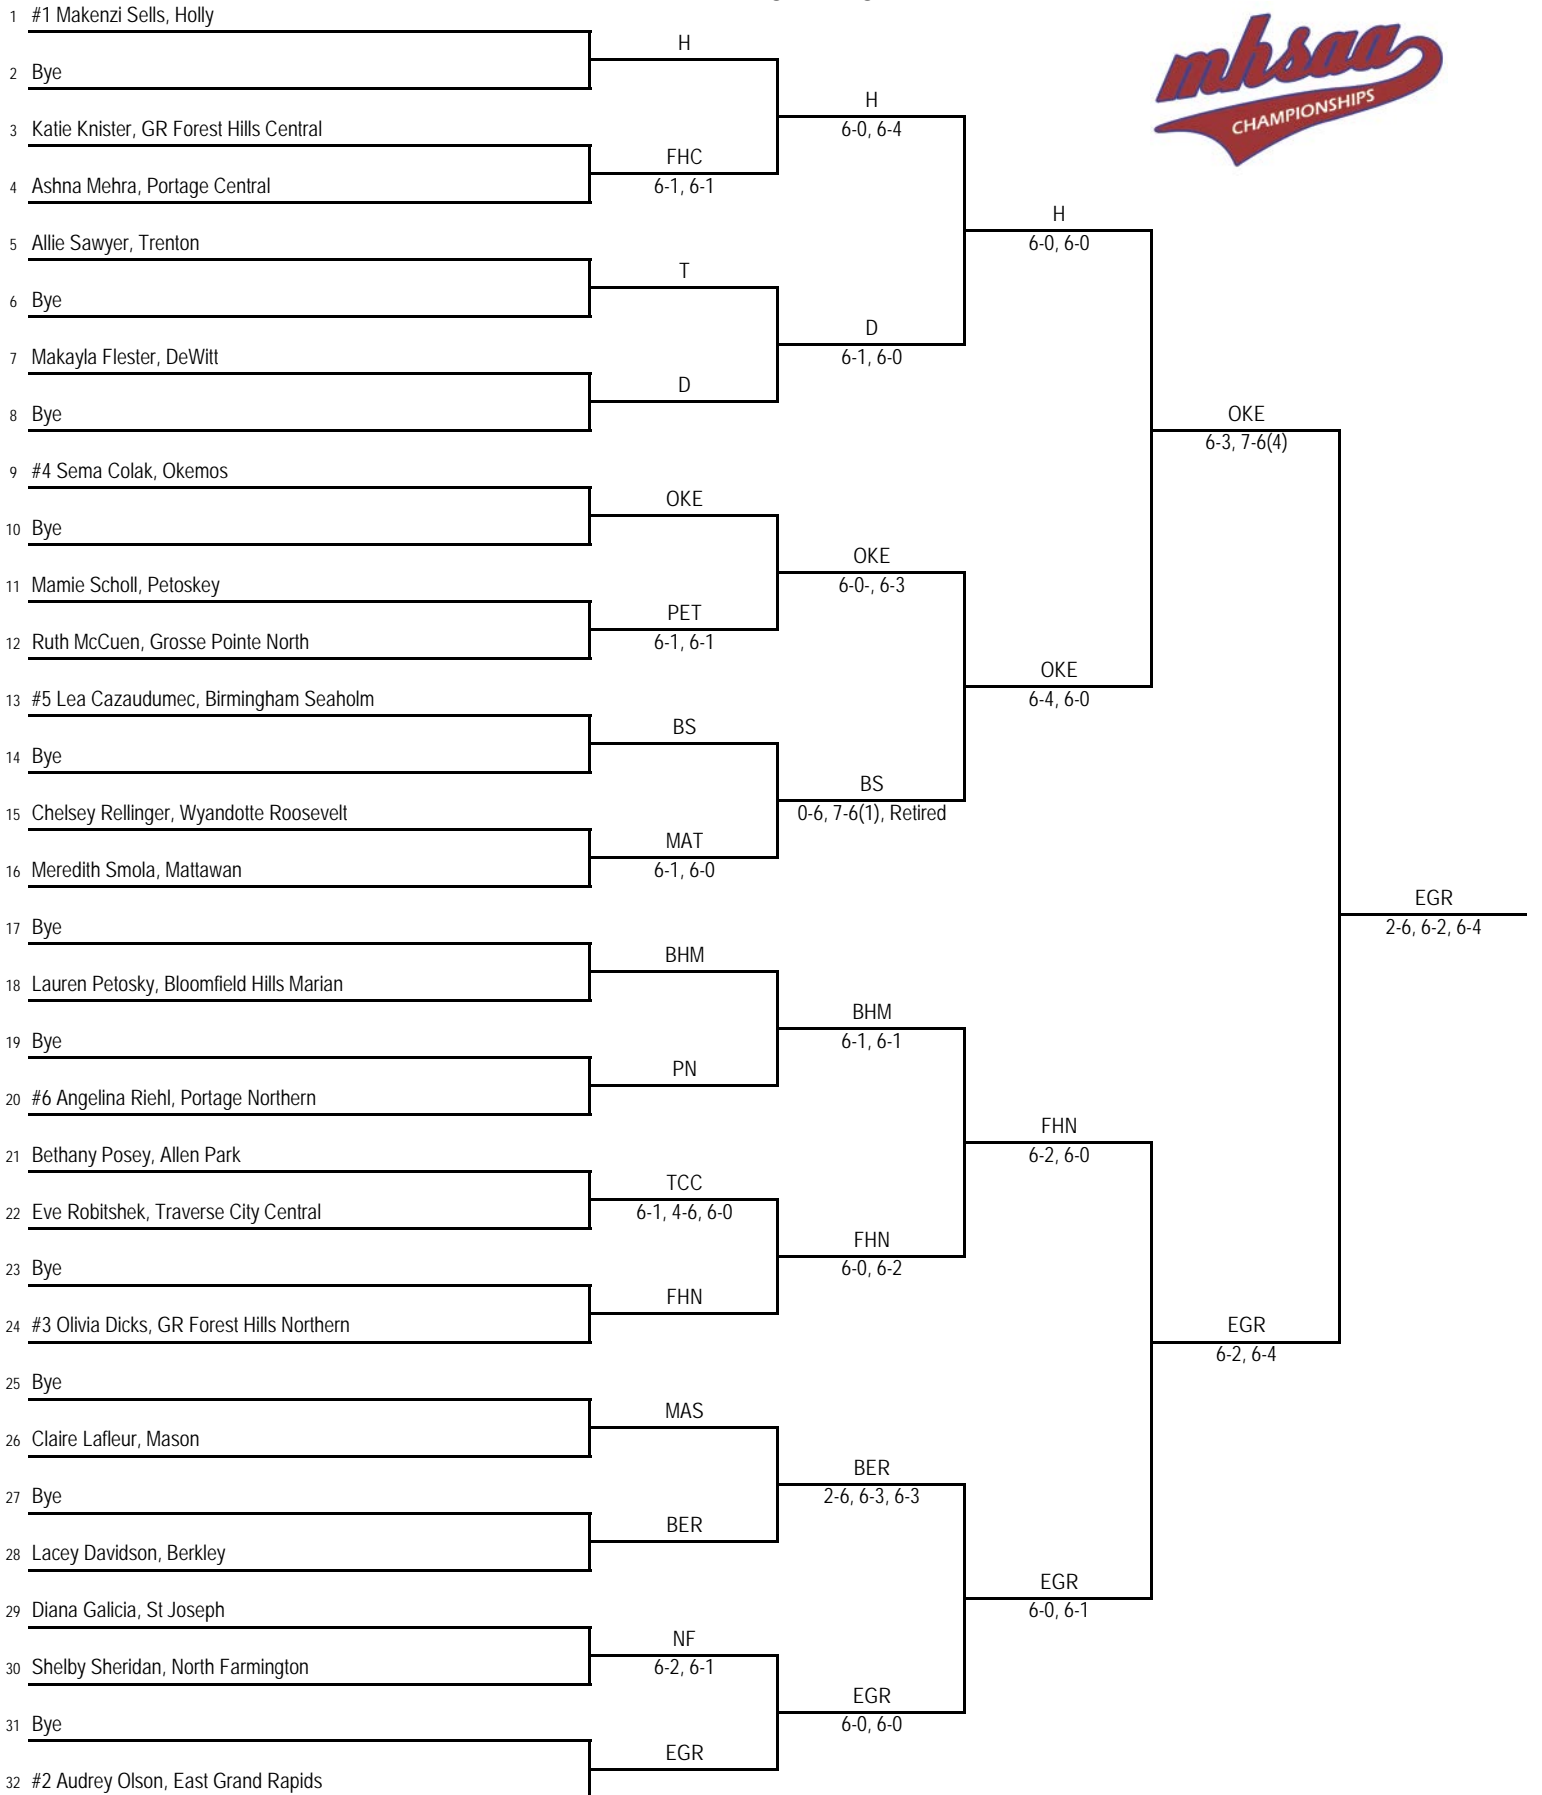 1 #1 Makenzi Sells, Holly
H
2 Bye
H
6-0, 6-4
3 Katie Knister, GR Forest Hills Central
FHC
6-1, 6-1
4 Ashna Mehra, Portage Central
H
6-0, 6-0
5 Allie Sawyer, Trenton
T
6 Bye
D
6-1, 6-0
7 Makayla Flester, DeWitt
D
8 Bye
OKE
6-3, 7-6(4)
9 #4 Sema Colak, Okemos
OKE
10 Bye
OKE
6-0-, 6-3
11 Mamie Scholl, Petoskey
PET
6-1, 6-1
12 Ruth McCuen, Grosse Pointe North
OKE
6-4, 6-0
13 #5 Lea Cazaudumec, Birmingham Seaholm
BS
14 Bye
BS
0-6, 7-6(1), Retired
15 Chelsey Rellinger, Wyandotte Roosevelt
MAT
6-1, 6-0
16 Meredith Smola, Mattawan
EGR
2-6, 6-2, 6-4
17 Bye
BHM
18 Lauren Petosky, Bloomfield Hills Marian
BHM
6-1, 6-1
19 Bye
PN
20 #6 Angelina Riehl, Portage Northern
FHN
6-2, 6-0
21 Bethany Posey, Allen Park
TCC
6-1, 4-6, 6-0
22 Eve Robitshek, Traverse City Central
FHN
6-0, 6-2
23 Bye
FHN
24 #3 Olivia Dicks, GR Forest Hills Northern
EGR
6-2, 6-4
25 Bye
MAS
26 Claire Lafleur, Mason
BER
2-6, 6-3, 6-3
27 Bye
BER
28 Lacey Davidson, Berkley
EGR
6-0, 6-1
29 Diana Galicia, St Joseph
NF
6-2, 6-1
30 Shelby Sheridan, North Farmington
EGR
6-0, 6-0
31 Bye
EGR
32 #2 Audrey Olson, East Grand Rapids
mhsaa
CHAMPIONSHIPS